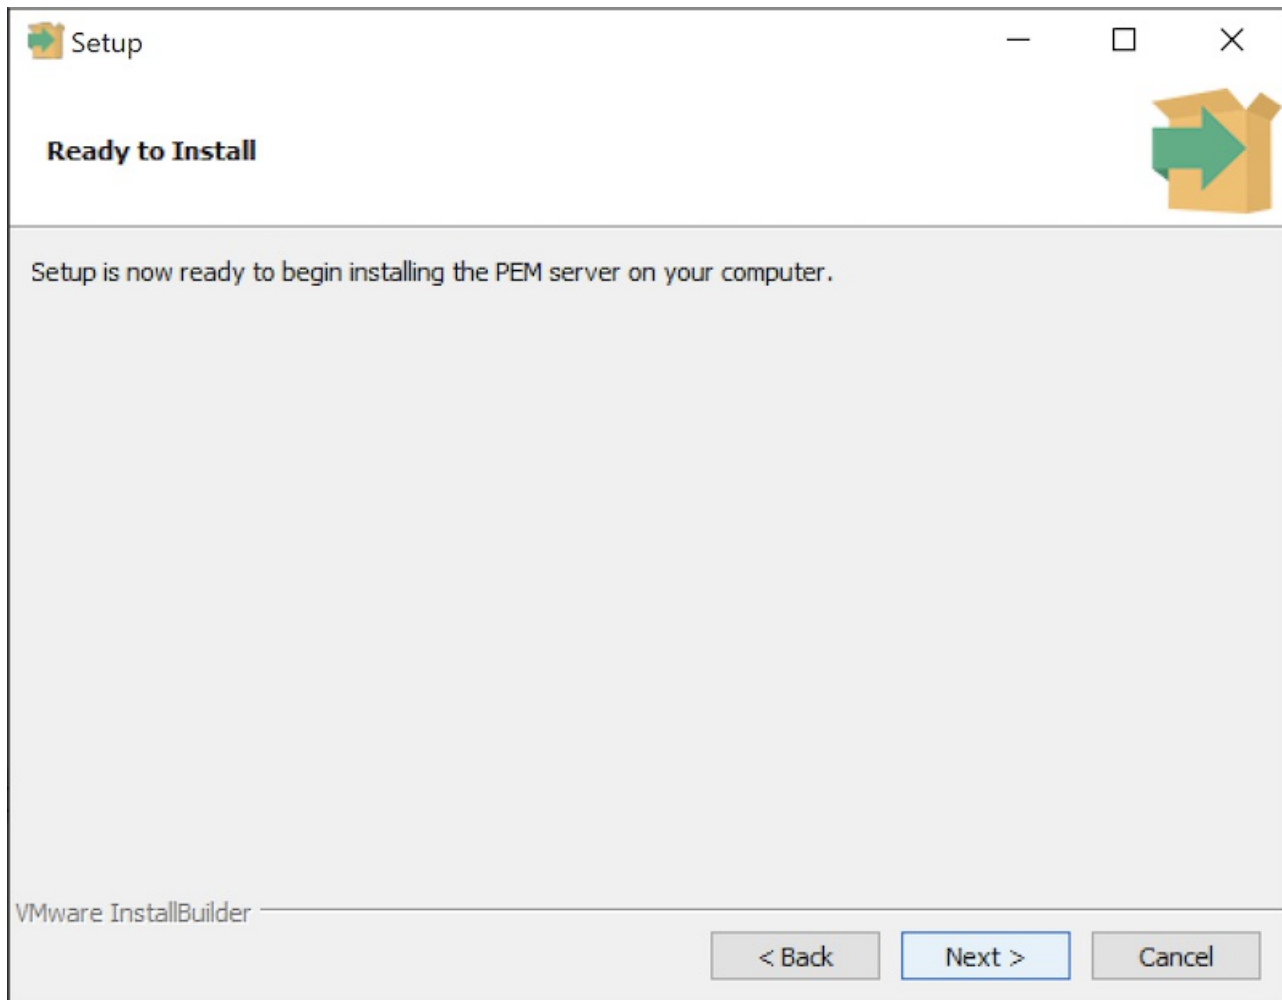 Setup
Ready to Install
Setup is now ready to begin installing the PEM server on your computer.
VMware InstallBuilder
< Back
Next >
Cancel